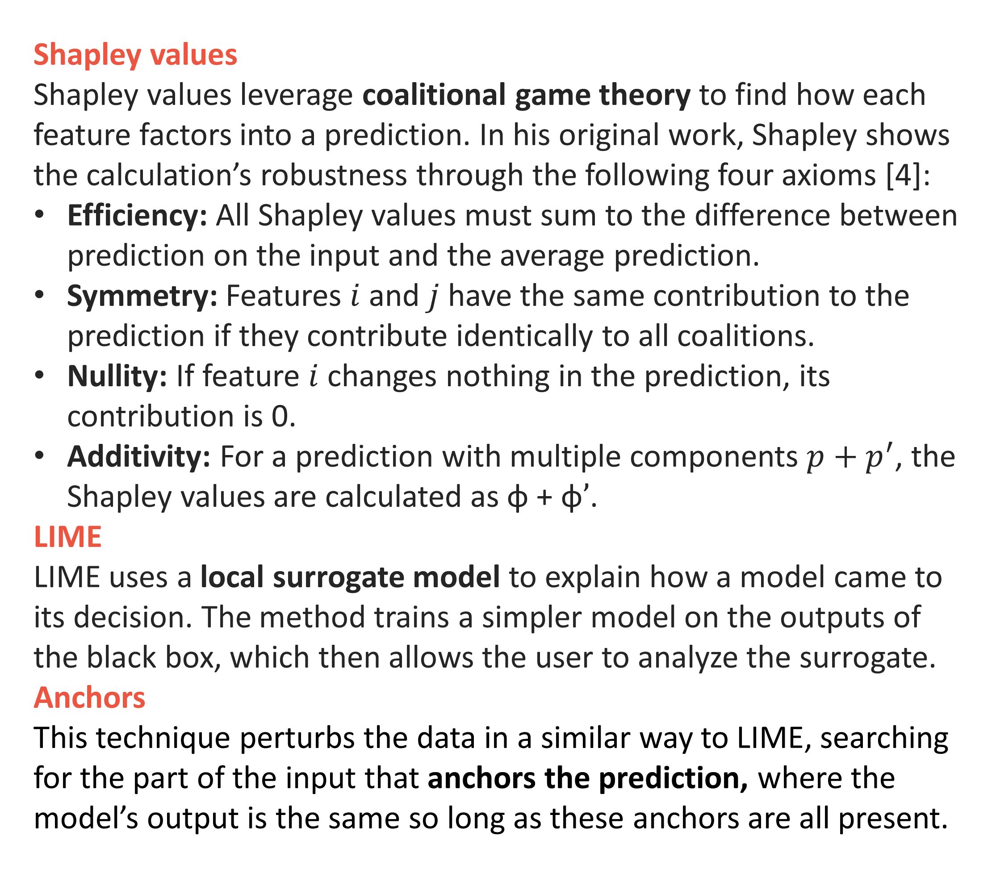 Shapley values
Shapley values leverage coalitional game theory to find how each
feature factors into a prediction. In his original work, Shapley shows
the calculation’s robustness through the following four axioms [4]:
• Efficiency: All Shapley values must sum to the difference between
prediction on the input and the average prediction.
• Symmetry: Features 𝑖 and 𝑗 have the same contribution to the
prediction if they contribute identically to all coalitions.
• Nullity: If feature 𝑖 changes nothing in the prediction, its
contribution is 0.
• Additivity: For a prediction with multiple components 𝑝 + 𝑝′, the
Shapley values are calculated as ϕ + ϕ’.
LIME
LIME uses a local surrogate model to explain how a model came to
its decision. The method trains a simpler model on the outputs of
the black box, which then allows the user to analyze the surrogate.
Anchors
This technique perturbs the data in a similar way to LIME, searching
for the part of the input that anchors the prediction, where the
model’s output is the same so long as these anchors are all present.